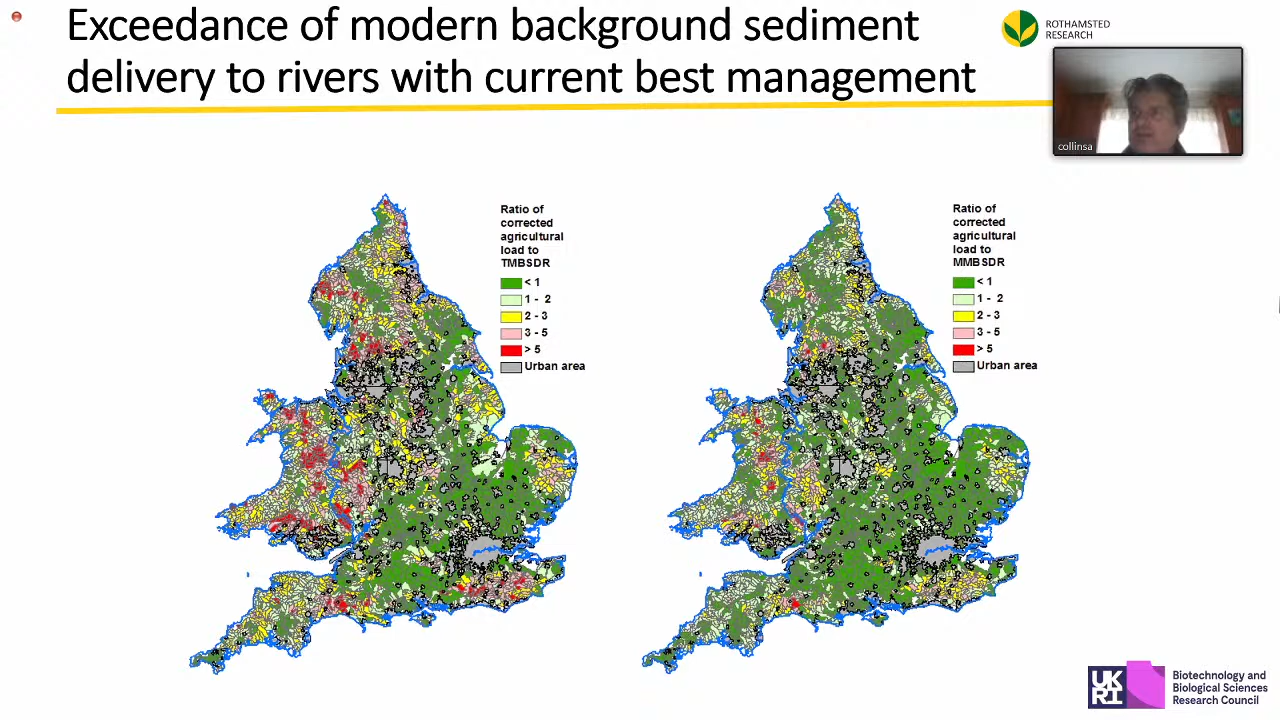 Exceedance of modern background sediment
delivery to rivers with current best management
ROTHAMSTED
RESEARCH
collinsa
Ratio of
corrected
agricultural
load to
TMBSDR
< 1
1 - 2
2 - 3
3 - 5
> 5
Urban area
Ratio of
corrected
agricultural
load to
MMBSDR
< 1
1 - 2
2 - 3
3 - 5
> 5
Urban area
UK
RI
Biotechnology and
Biological Sciences
Research Council